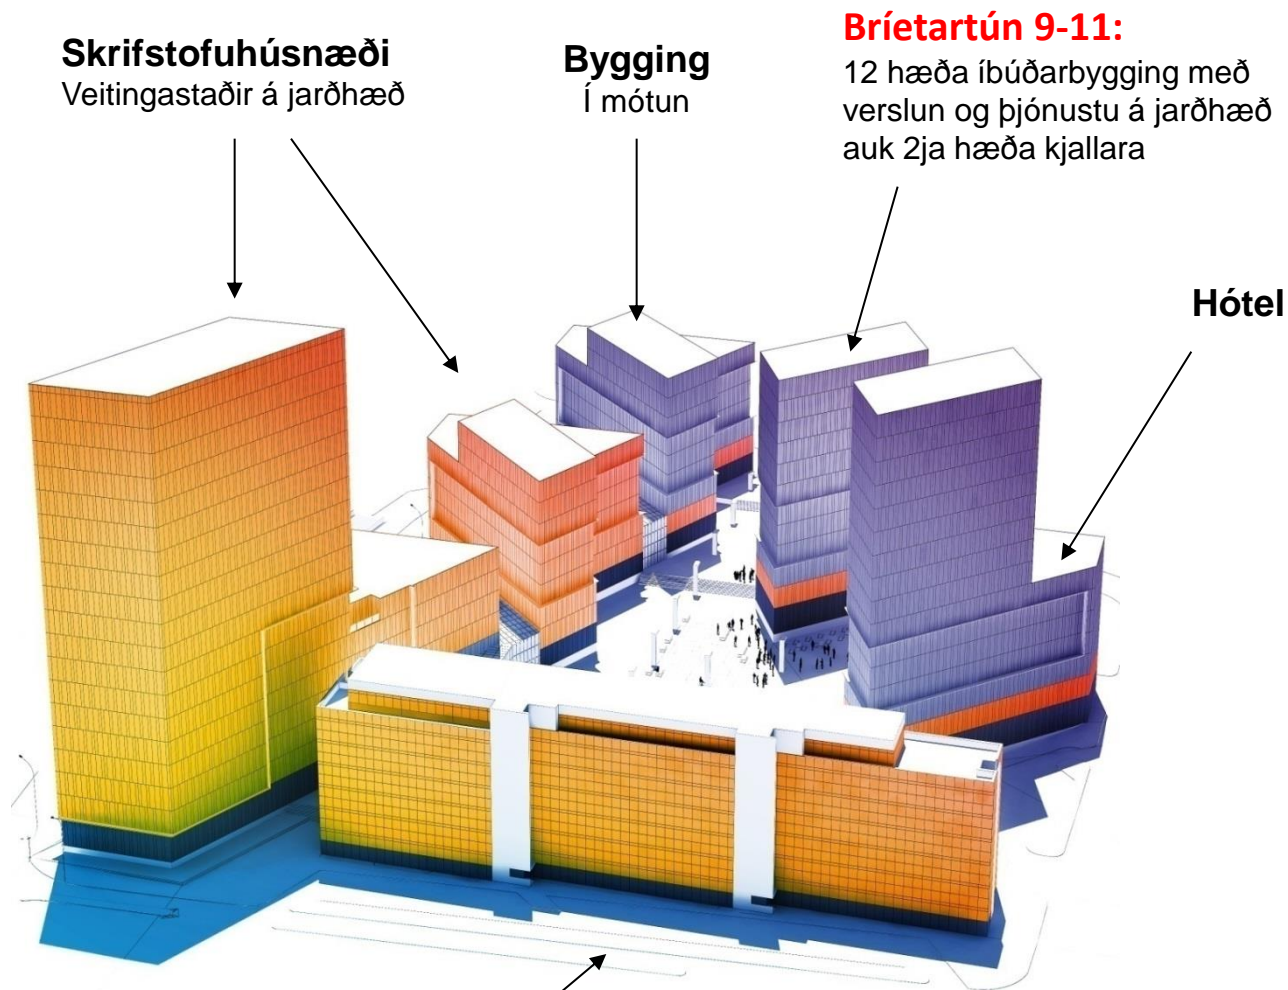 Skrifstofuhúsnæði
Veitingastaðir á jarðhæð
Bygging
Í mótun
Bríetartún 9-11:
12 hæða íbúðarbygging með
verslun og þjónustu á jarðhæð
auk 2ja hæða kjallara
Hótel